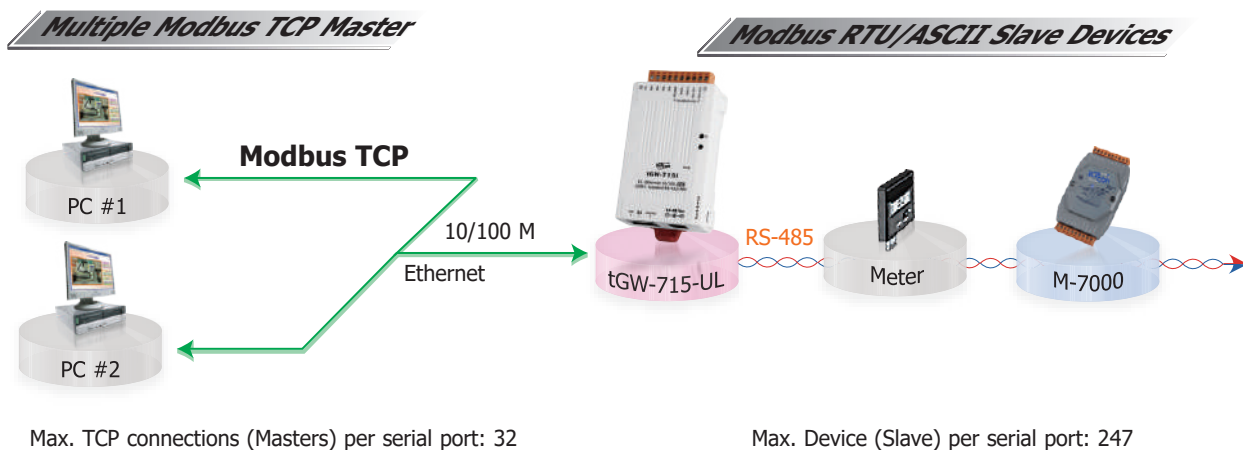 Multiple Modbus TCP Master
Modbus RTU/ASCII Slave Devices
Modbus TCP
PC #1
10/100 M
Ethernet
RS-485
tGW-715i
tGW-715-UL
Meter
M-7000
PC #2
Max. TCP connections (Masters) per serial port: 32
Max. Device (Slave) per serial port: 247